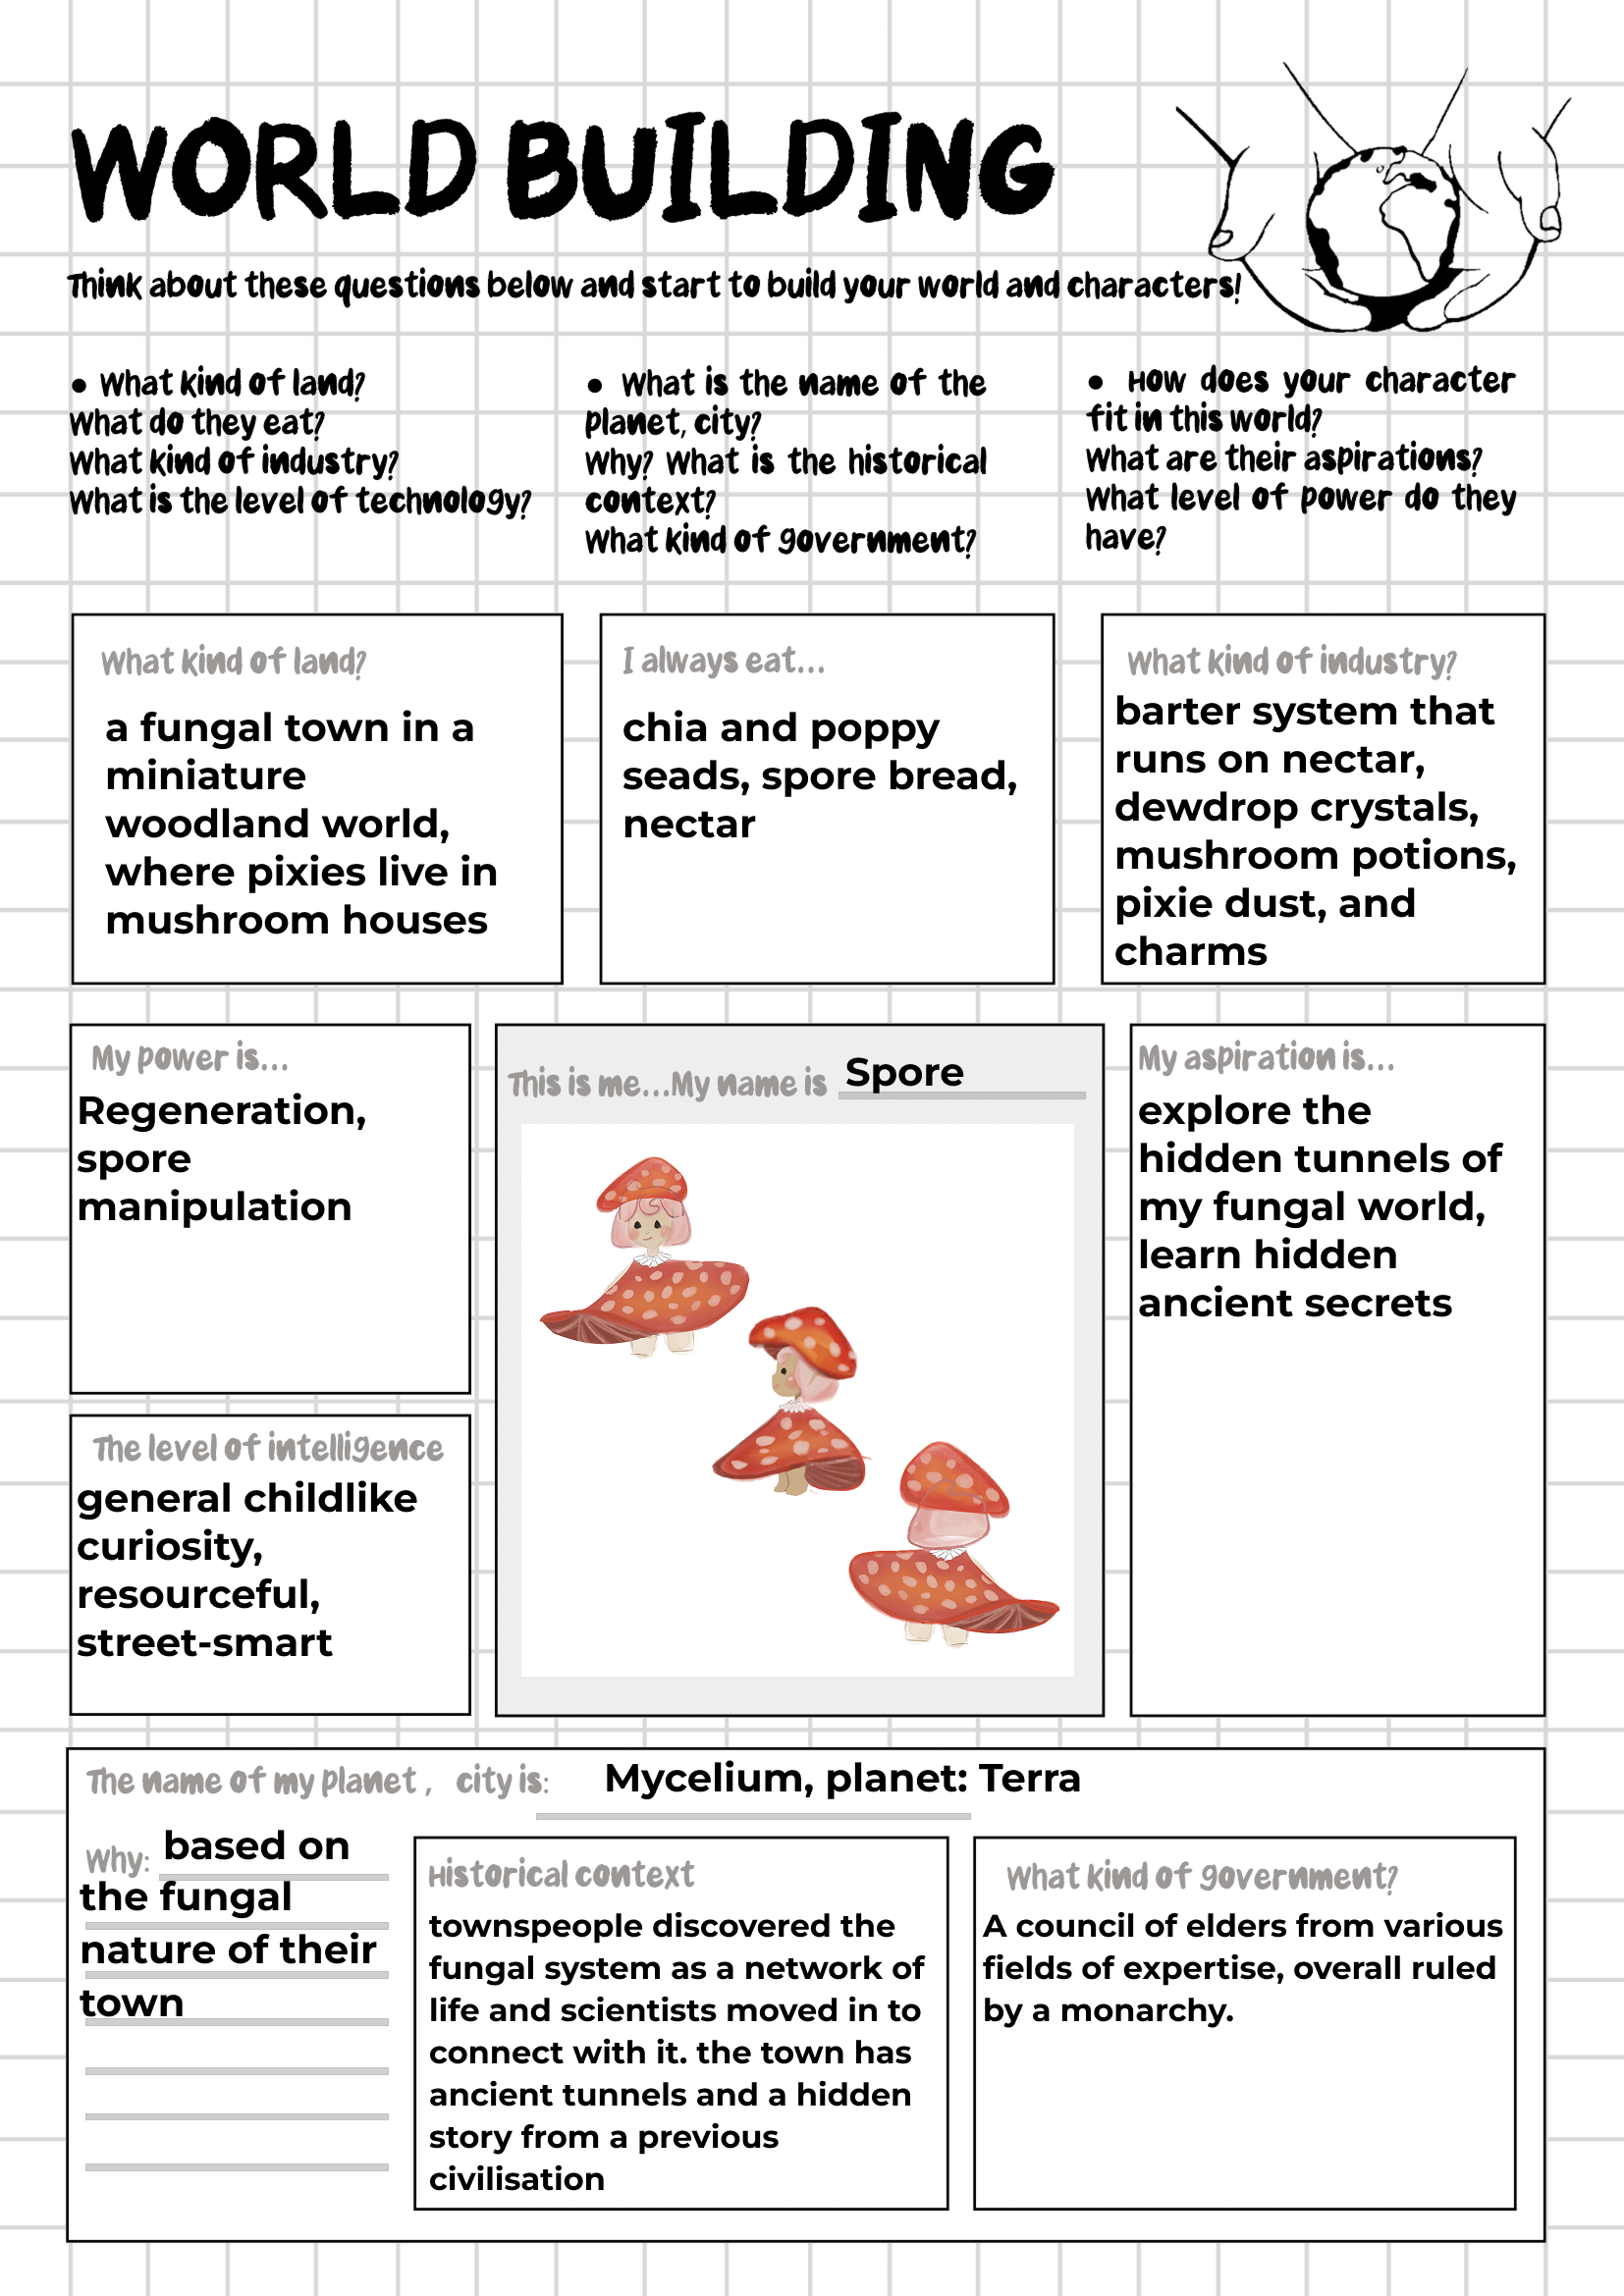 WORLD BUILDING
Think about these questions below and start to build your world and characters!
● What kind of land?
What do they eat?
What kind of industry?
What is the level of technology?
● What is the name of the
planet, city?
Why? What is the historical
context?
What kind of government?
● How does your character
fit in this world?
What are their aspirations?
What level of power do they
have?
What kind of land?
a fungal town in a
miniature
woodland world,
where pixies live in
mushroom houses
I always eat...
chia and poppy
seads, spore bread,
nectar
What kind of industry?
barter system that
runs on nectar,
dewdrop crystals,
mushroom potions,
pixie dust, and
charms
My power is...
Regeneration,
spore
manipulation
The level of intelligence
general childlike
curiosity,
resourceful,
street-smart
This is me...My name is Spore
My aspiration is...
explore the
hidden tunnels of
my fungal world,
learn hidden
ancient secrets
The name of my planet , city is: Mycelium, planet: Terra
Why: based on
the fungal
nature of their
town
Historical context
townspeople discovered the
fungal system as a network of
life and scientists moved in to
connect with it. the town has
ancient tunnels and a hidden
story from a previous
civilisation
What kind of government?
A council of elders from various
fields of expertise, overall ruled
by a monarchy.